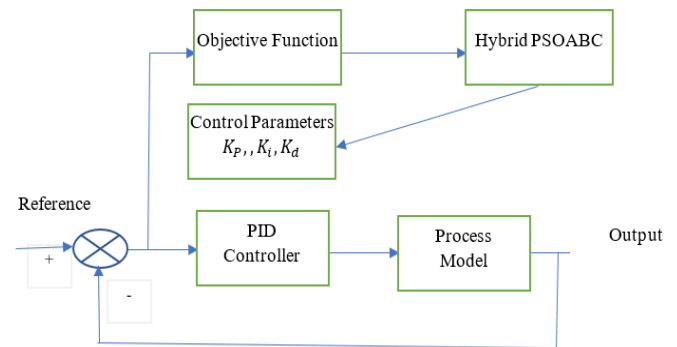 Objective Function
Hybrid PSOABC
Control Parameters
K_P, , K_i, K_d
Reference
+
-
PID
Controller
Process
Model
Output